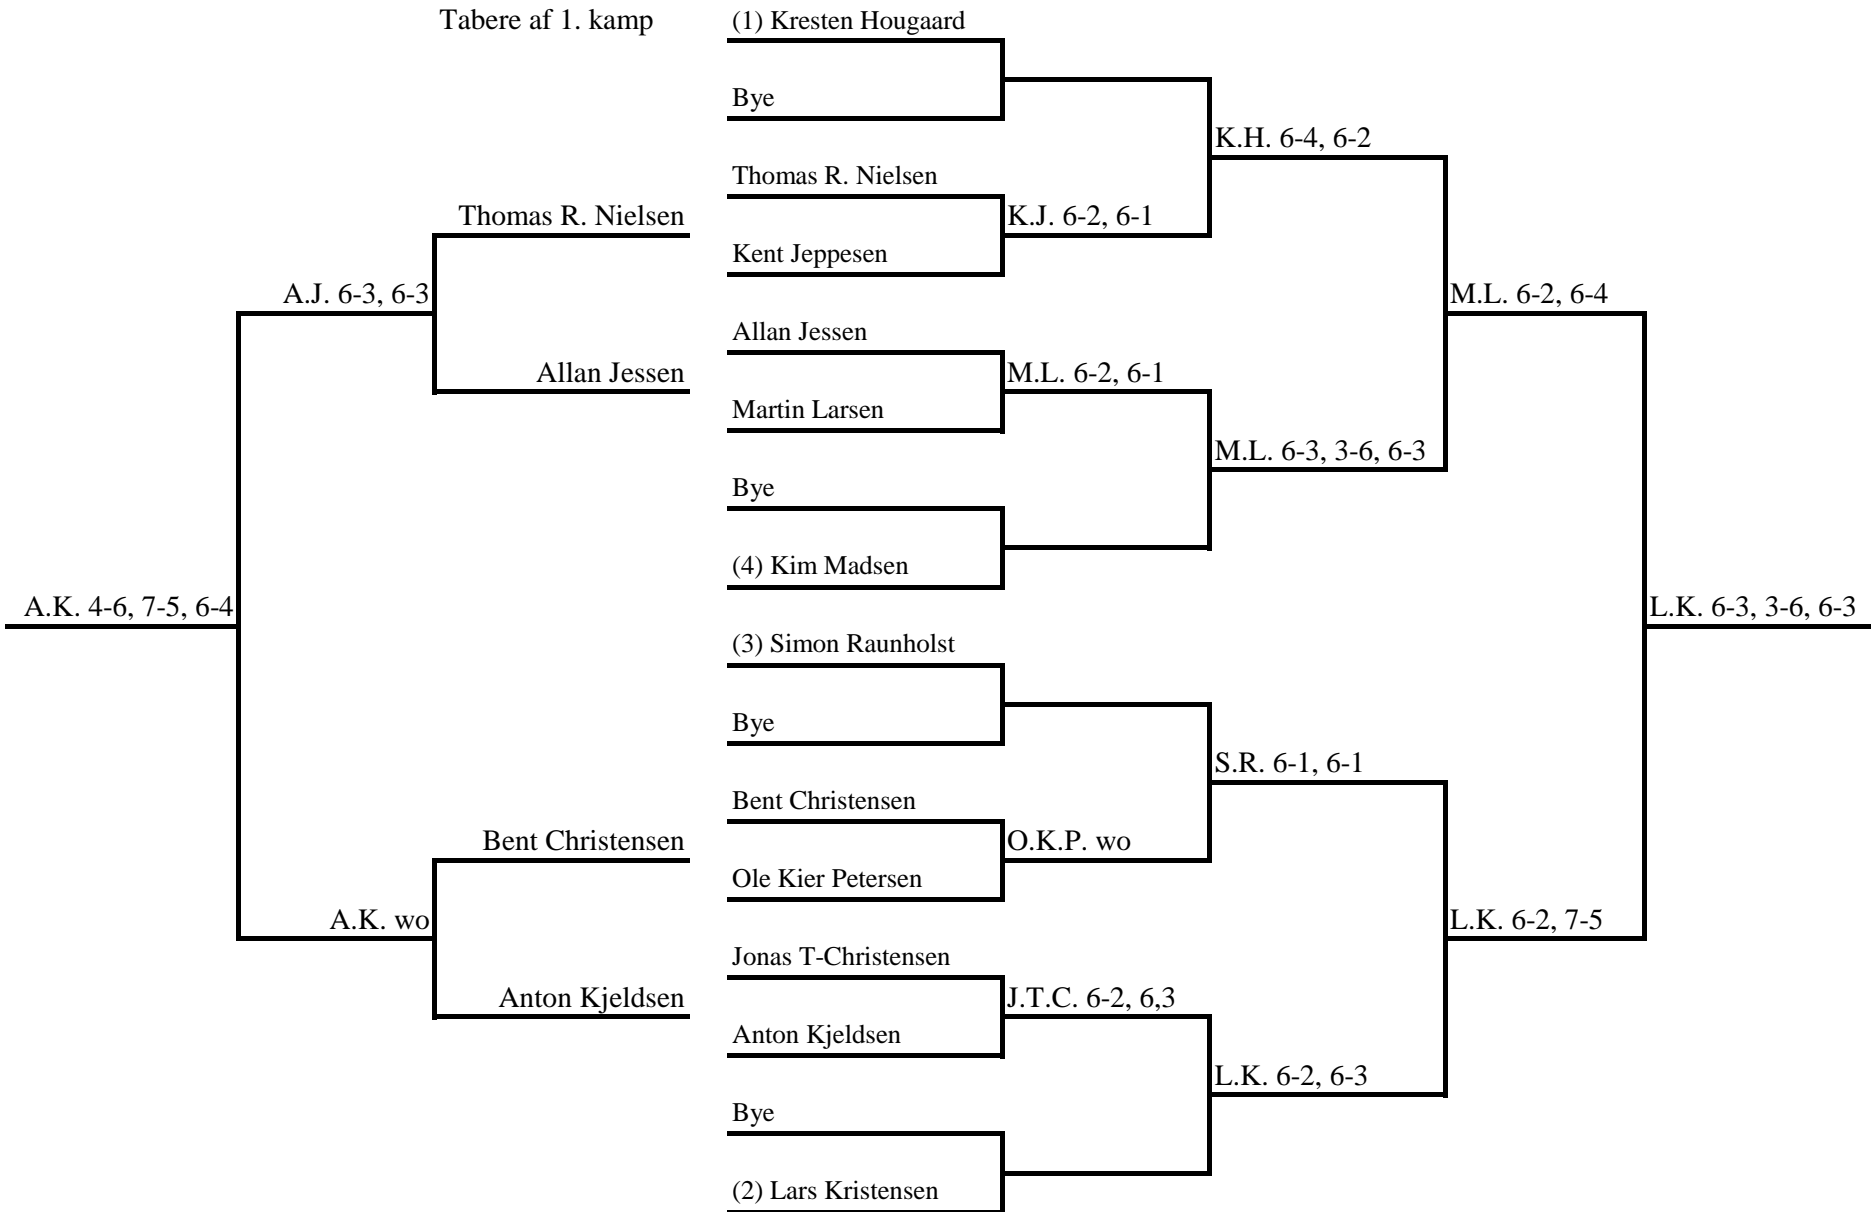 Tabere af 1. kamp
(1) Kresten Hougaard
Bye
K.H. 6-4, 6-2
Thomas R. Nielsen
Thomas R. Nielsen
K.J. 6-2, 6-1
Kent Jeppesen
A.J. 6-3, 6-3
M.L. 6-2, 6-4
Allan Jessen
Allan Jessen
M.L. 6-2, 6-1
Martin Larsen
M.L. 6-3, 3-6, 6-3
Bye
(4) Kim Madsen
A.K. 4-6, 7-5, 6-4
L.K. 6-3, 3-6, 6-3
(3) Simon Raunholst
Bye
S.R. 6-1, 6-1
Bent Christensen
Bent Christensen
O.K.P. wo
Ole Kier Petersen
A.K. wo
L.K. 6-2, 7-5
Jonas T-Christensen
Anton Kjeldsen
J.T.C. 6-2, 6,3
Anton Kjeldsen
L.K. 6-2, 6-3
Bye
(2) Lars Kristensen